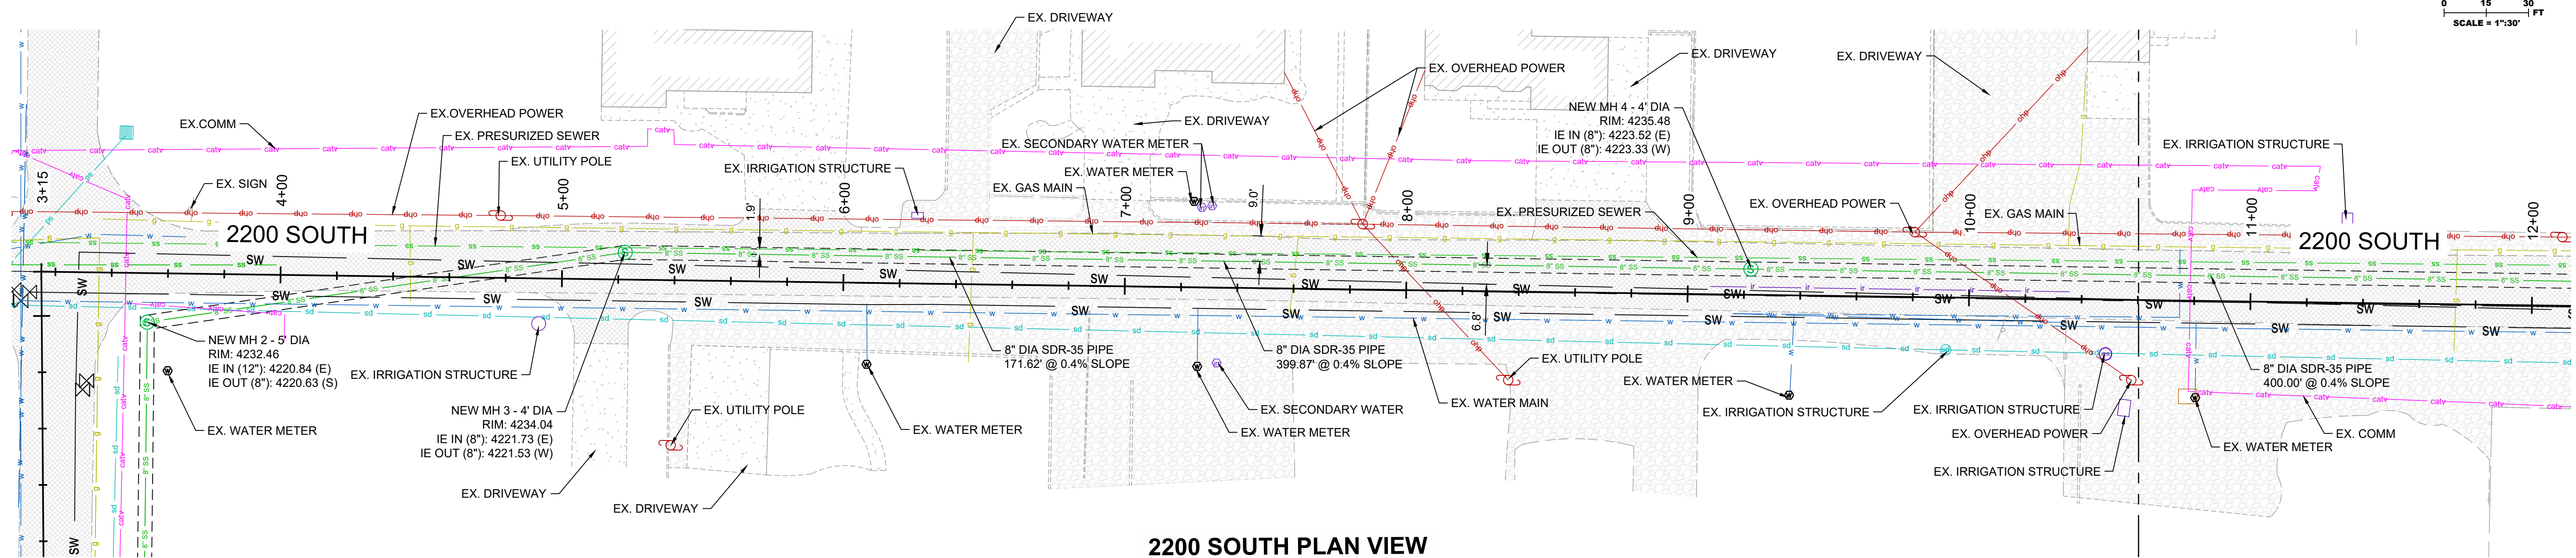 0 15 30 FT
SCALE = 1":30'
EX. DRIVEWAY
EX. OVERHEAD POWER
EX. DRIVEWAY
EX. DRIVEWAY
EX.COMM
EX.OVERHEAD POWER
EX. PRESURIZED SEWER
EX. UTILITY POLE
EX. SIGN
EX. DRIVEWAY
EX. SECONDARY WATER METER
EX. IRRIGATION STRUCTURE
EX. WATER METER
EX. GAS MAIN
NEW MH 4 - 4' DIA
RIM: 4235.48
IE IN (8"): 4223.52 (E)
IE OUT (8"): 4223.33 (W)
EX. PRESURIZED SEWER
EX. OVERHEAD POWER
EX. GAS MAIN
EX. IRRIGATION STRUCTURE
3+15
4+00
5+00
6+00
7+00
8+00
9+00
10+00
11+00
12+00
1.9'
9.0'
6.8'
2200 SOUTH
2200 SOUTH
NEW MH 2 - 5' DIA
RIM: 4232.46
IE IN (12"): 4220.84 (E)
IE OUT (8"): 4220.63 (S)
EX. WATER METER
EX. IRRIGATION STRUCTURE
NEW MH 3 - 4' DIA
RIM: 4234.04
IE IN (8"): 4221.73 (E)
IE OUT (8"): 4221.53 (W)
EX. DRIVEWAY
EX. DRIVEWAY
EX. UTILITY POLE
EX. WATER METER
8" DIA SDR-35 PIPE
171.62' @ 0.4% SLOPE
8" DIA SDR-35 PIPE
399.87' @ 0.4% SLOPE
EX. SECONDARY WATER
EX. WATER METER
EX. WATER MAIN
EX. UTILITY POLE
EX. WATER METER
EX. IRRIGATION STRUCTURE
EX. IRRIGATION STRUCTURE
EX. OVERHEAD POWER
EX. IRRIGATION STRUCTURE
8" DIA SDR-35 PIPE
400.00' @ 0.4% SLOPE
EX. COMM
EX. WATER METER
2200 SOUTH PLAN VIEW